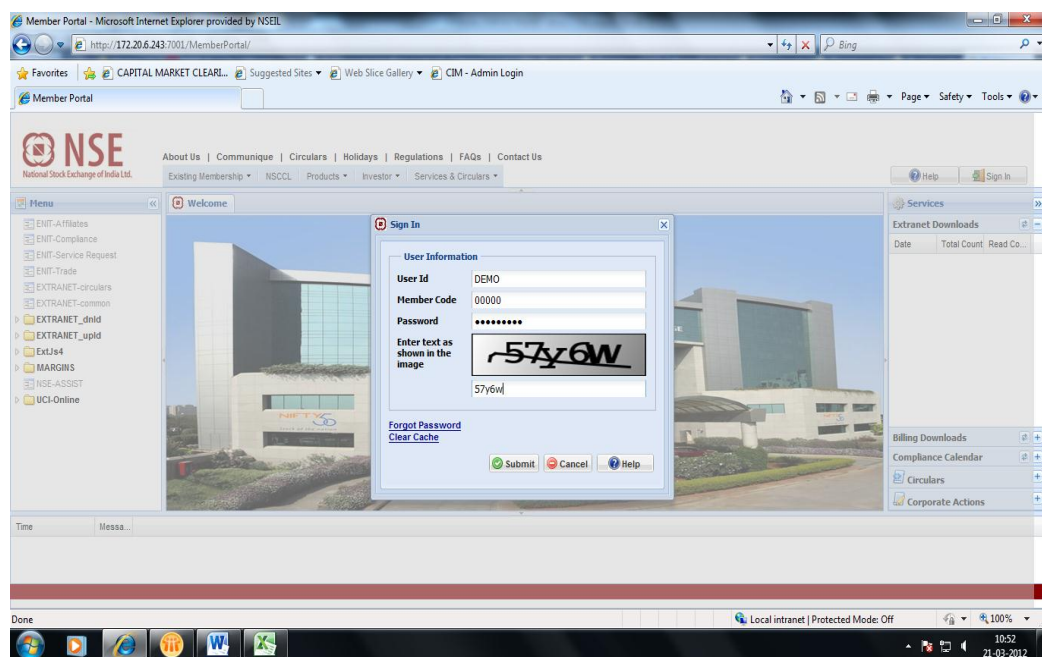 Member Portal - Microsoft Internet Explorer provided by NSEIL
http://172.20.6.243:7001/MemberPortal/
Bing
Favorites CAPITAL MARKET CLEARI... Suggested Sites Web Slice Gallery CIM - Admin Login
Member Portal
Page Safety Tools
NSE
National Stock Exchange of India Ltd.
About Us | Communique | Circulars | Holidays | Regulations | FAQs | Contact Us
Existing Membership NSCCL Products Investor Services & Circulars
Help Sign In
Menu
ENIT-Affiliates
ENIT-Compliance
ENIT-Service Request
ENIT-Trade
EXTRANET-circulars
EXTRANET-common
EXTRANET_dnld
EXTRANET_upld
ExtJs4
MARGINS
NSE-ASSIST
UCI-Online
Welcome
NIFTY 50
Sign In
User Information
User Id DEMO
Member Code 00000
Password •••••••••
Enter text as shown in the image
57y6W
57y6w
Forgot Password
Clear Cache
Submit Cancel Help
Services
Extranet Downloads
Date Total Count Read Co...
Billing Downloads
Compliance Calendar
Circulars
Corporate Actions
Time Messa...
Done
Local intranet | Protected Mode: Off
100%
10:52
21-03-2012